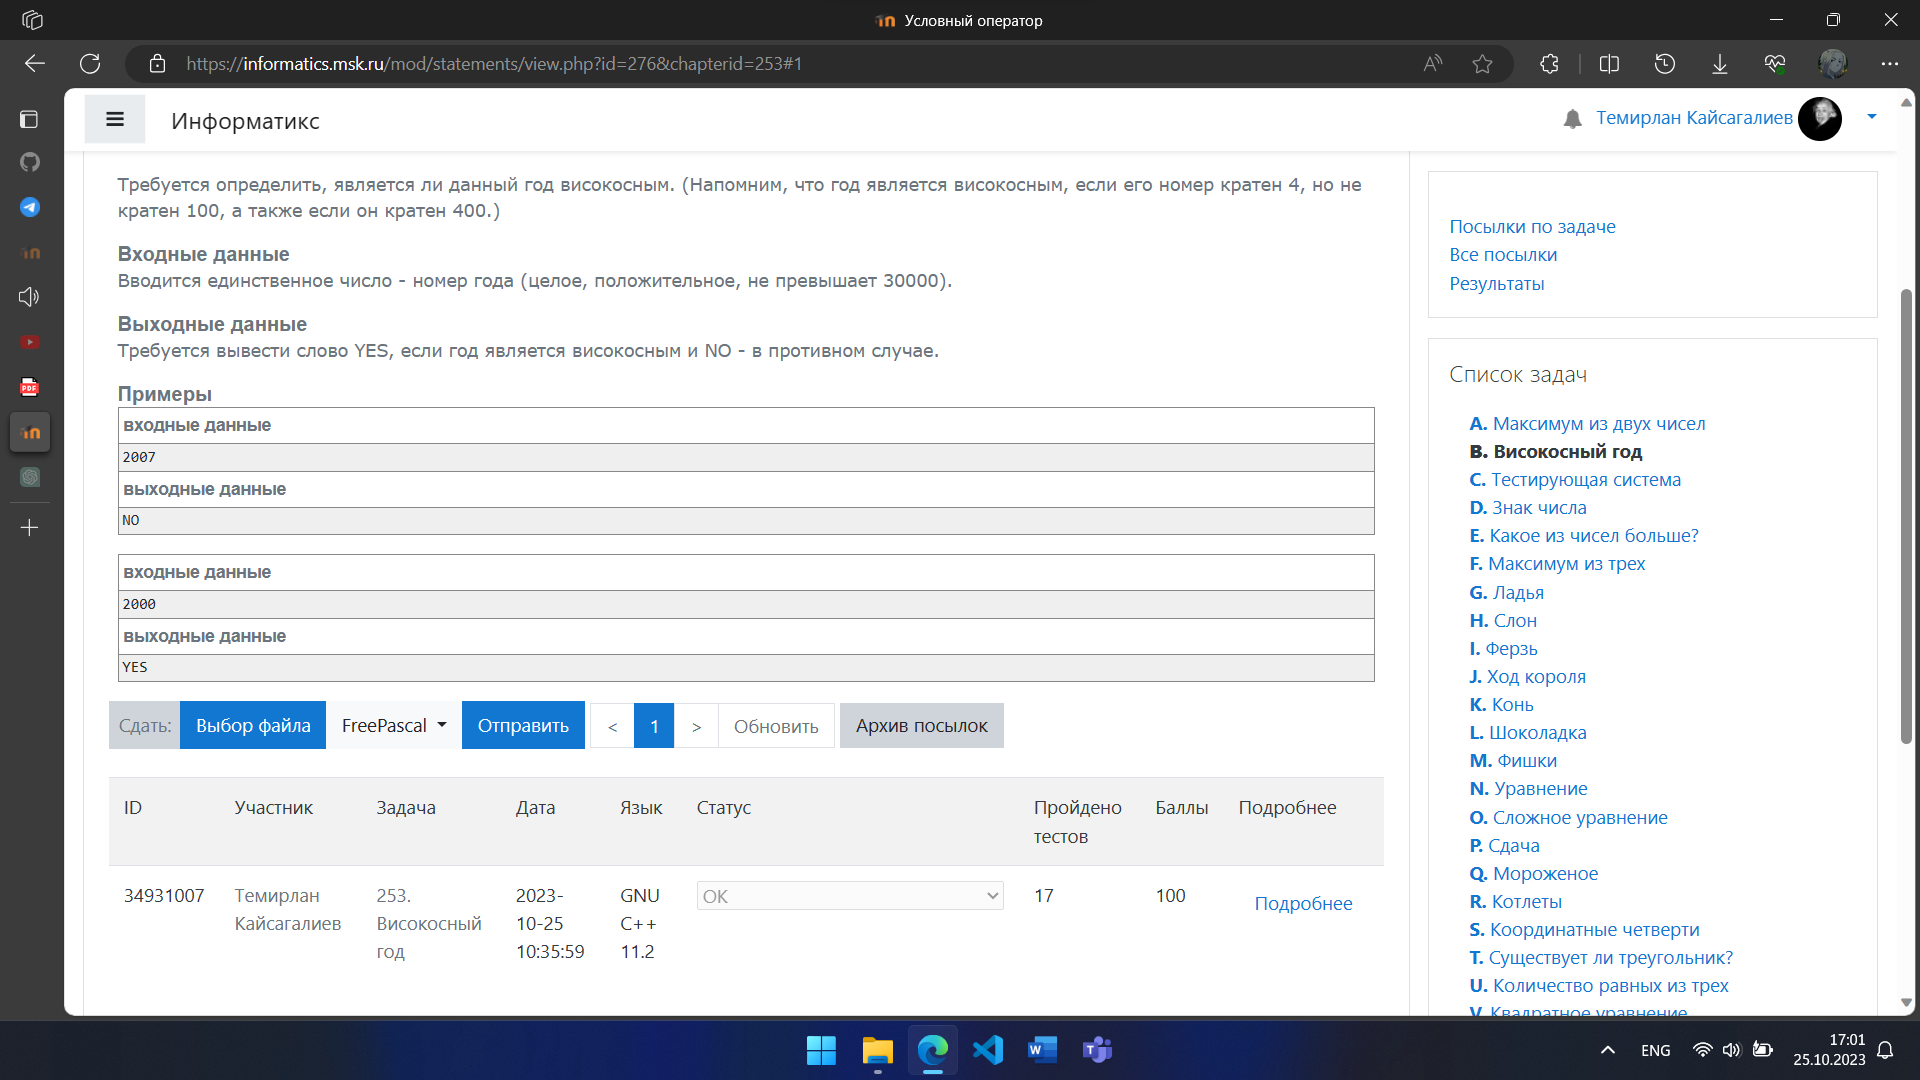 Условный оператор
https://informatics.msk.ru/mod/statements/view.php?id=276&chapterid=253#1
Информатикс
Темирлан Кайсагалиев
Требуется определить, является ли данный год високосным. (Напомним, что год является високосным, если его номер кратен 4, но не
кратен 100, а также если он кратен 400.)
Входные данные
Вводится единственное число - номер года (целое, положительное, не превышает 30000).
Выходные данные
Требуется вывести слово YES, если год является високосным и NO - в противном случае.
Примеры
входные данные
2007
выходные данные
NO
входные данные
2000
выходные данные
YES
Сдать: Выбор файла FreePascal Отправить < 1 > Обновить Архив посылок
ID Участник Задача Дата Язык Статус Пройдено тестов Баллы Подробнее
34931007 Темирлан Кайсагалиев 253. Високосный год 2023-10-25 10:35:59 GNU C++ 11.2 OK 17 100 Подробнее
Посылки по задаче
Все посылки
Результаты
Список задач
A. Максимум из двух чисел
B. Високосный год
C. Тестирующая система
D. Знак числа
E. Какое из чисел больше?
F. Максимум из трех
G. Ладья
H. Слон
I. Ферзь
J. Ход короля
K. Конь
L. Шоколадка
M. Фишки
N. Уравнение
O. Сложное уравнение
P. Сдача
Q. Мороженое
R. Котлеты
S. Координатные четверти
T. Существует ли треугольник?
U. Количество равных из трех
V. Квадратное уравнение
ENG
17:01
25.10.2023